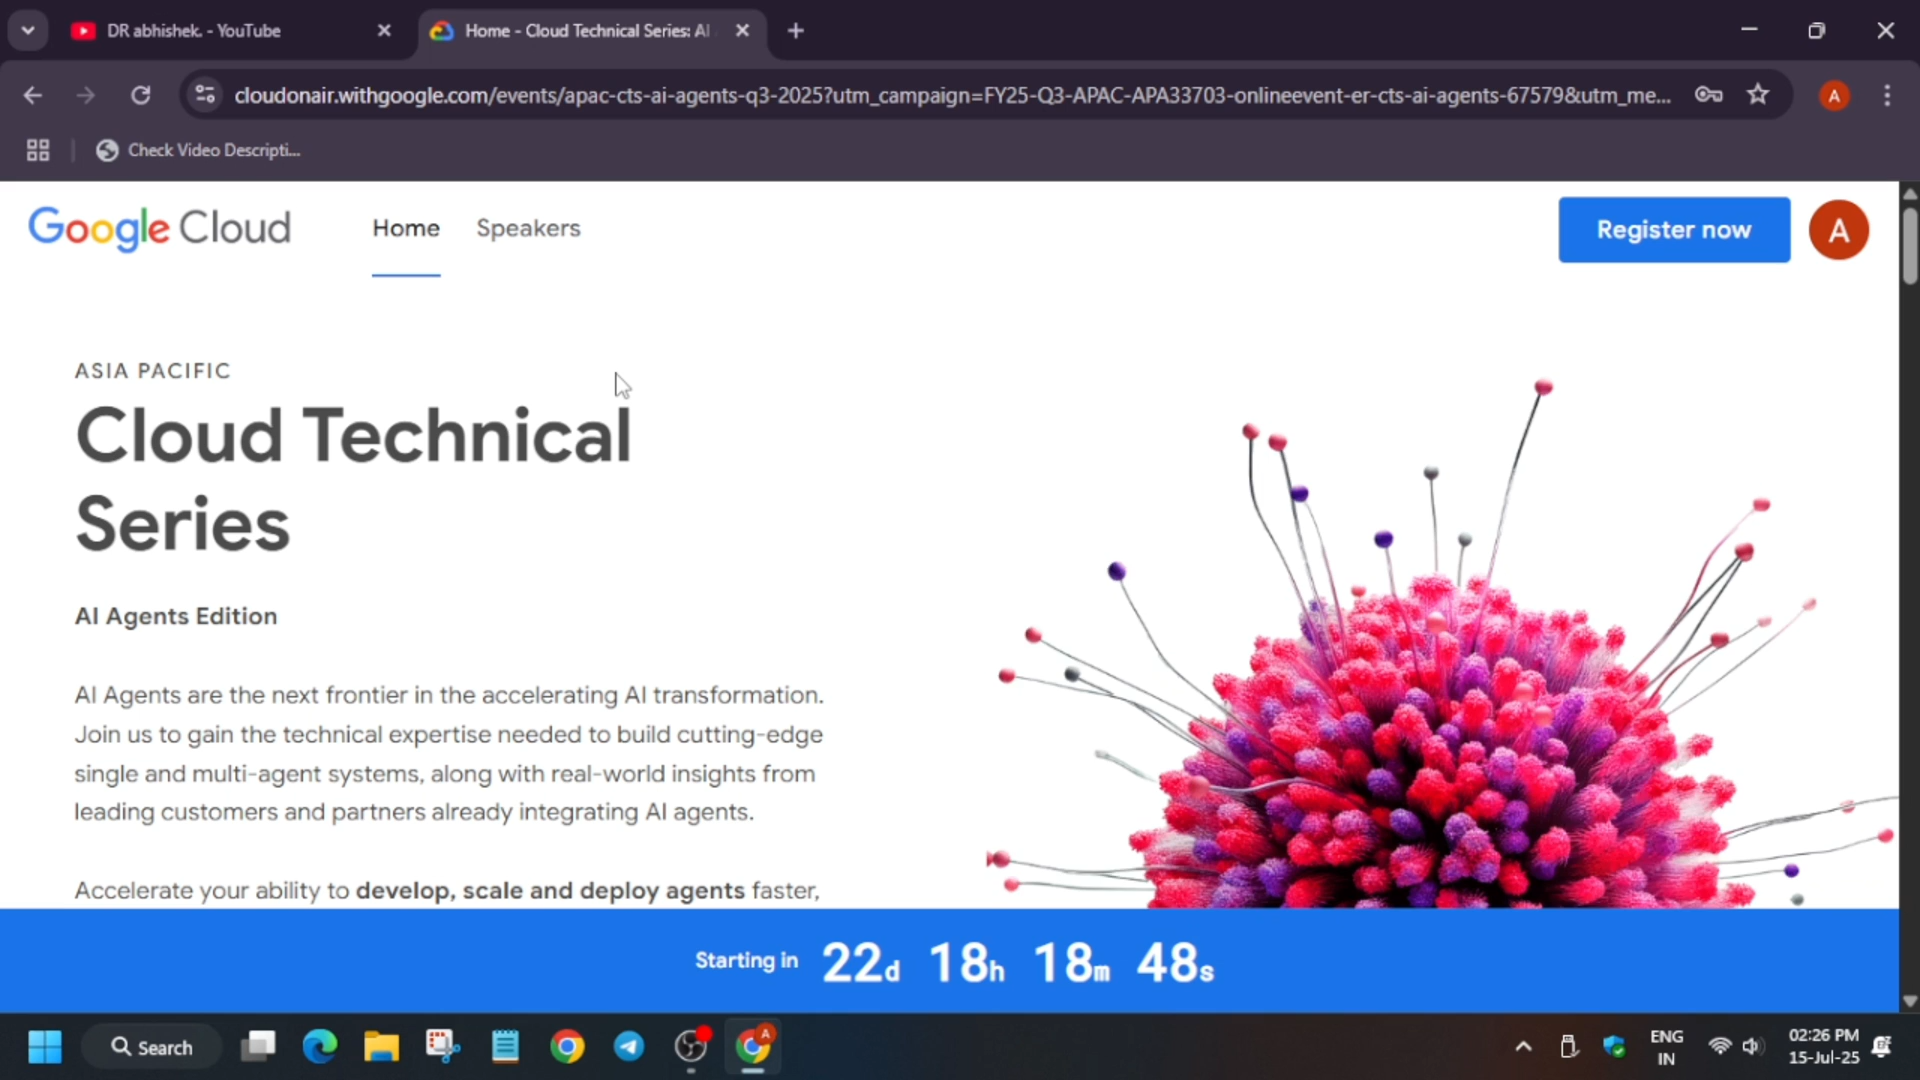 DR abhishek. - YouTube
Home - Cloud Technical Series: AI
cloudonair.withgoogle.com/events/apac-cts-ai-agents-q3-2025?utm_campaign=FY25-Q3-APAC-APA33703-onlineevent-er-cts-ai-agents-67579&utm_me...
A
Check Video Descripti...
Google Cloud
Home
Speakers
Register now
A
ASIA PACIFIC
Cloud Technical
Series
AI Agents Edition
AI Agents are the next frontier in the accelerating AI transformation.
Join us to gain the technical expertise needed to build cutting-edge
single and multi-agent systems, along with real-world insights from
leading customers and partners already integrating AI agents.
Accelerate your ability to develop, scale and deploy agents faster,
Starting in 22d 18h 18m 48s
Search
A
ENG
IN
02:26 PM
15-Jul-25